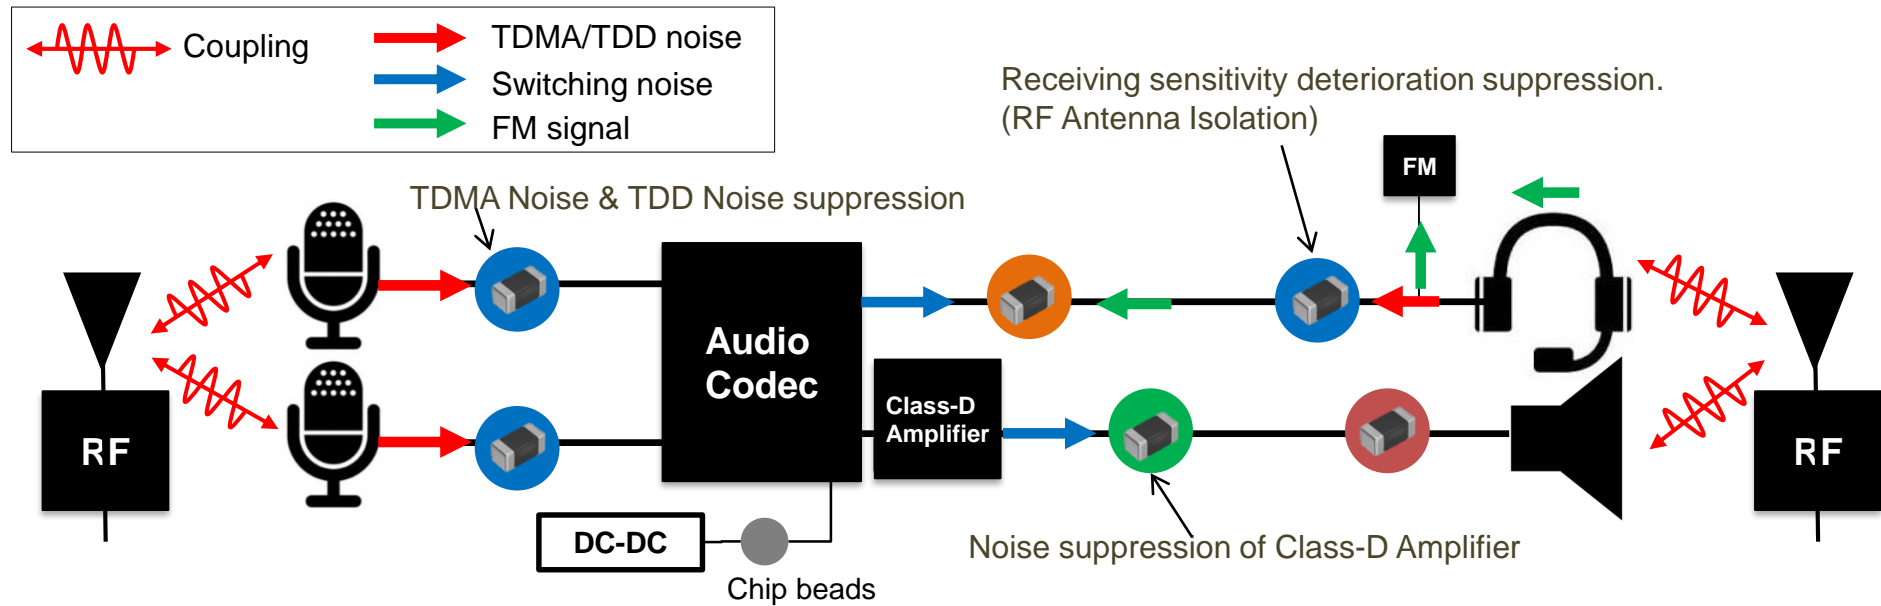 Coupling
TDMA/TDD noise
Switching noise
FM signal
Receiving sensitivity deterioration suppression.
(RF Antenna Isolation)
FM
TDMA Noise & TDD Noise suppression
Audio
Codec
Class-D
Amplifier
RF
RF
DC-DC
Noise suppression of Class-D Amplifier
Chip beads